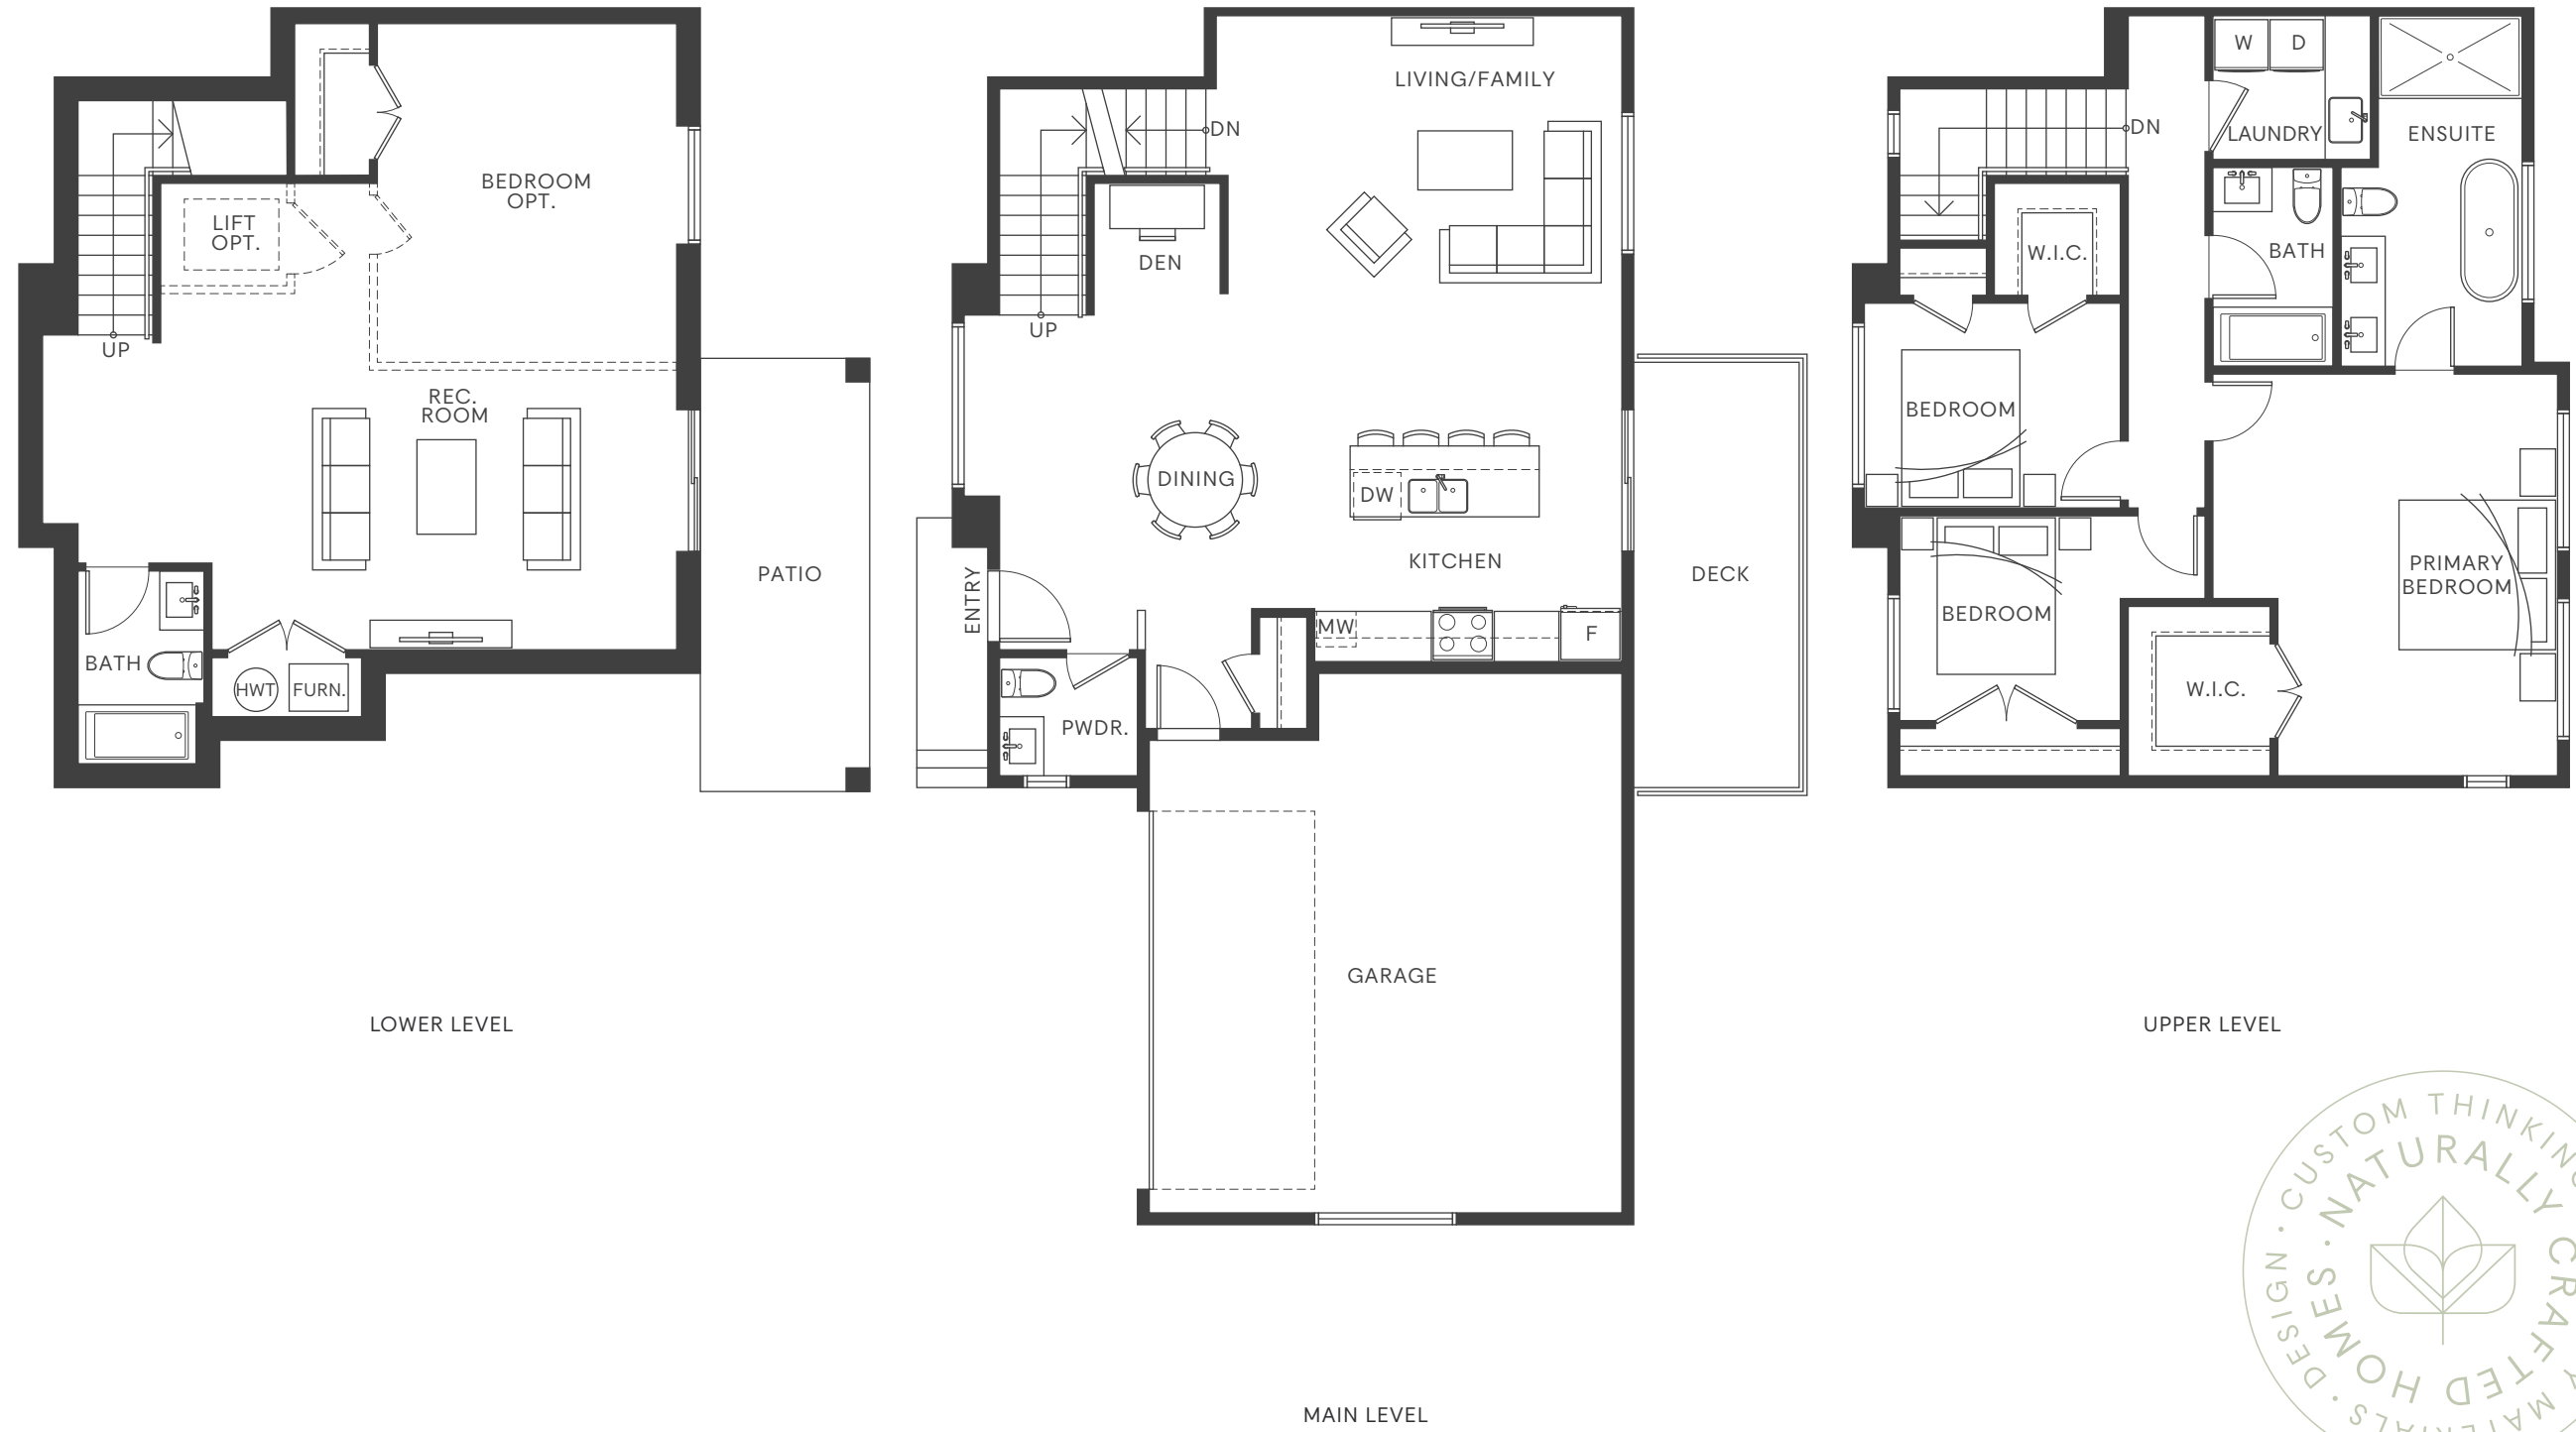 BEDROOM
OPT.
LIFT
OPT.
UP
REC.
ROOM
PATIO
BATH
HWT
FURN.
LOWER LEVEL
LIVING/FAMILY
DN
DEN
UP
DINING
DW
KITCHEN
ENTRY
MW
F
PWDR.
DECK
GARAGE
MAIN LEVEL
W
D
DN
LAUNDRY
ENSUITE
W.I.C.
BATH
BEDROOM
PRIMARY
BEDROOM
BEDROOM
W.I.C.
UPPER LEVEL
DESIGN · CUSTOM THINKING
NATURALLY CRAFTED HOMES ·
MATERIALS ·